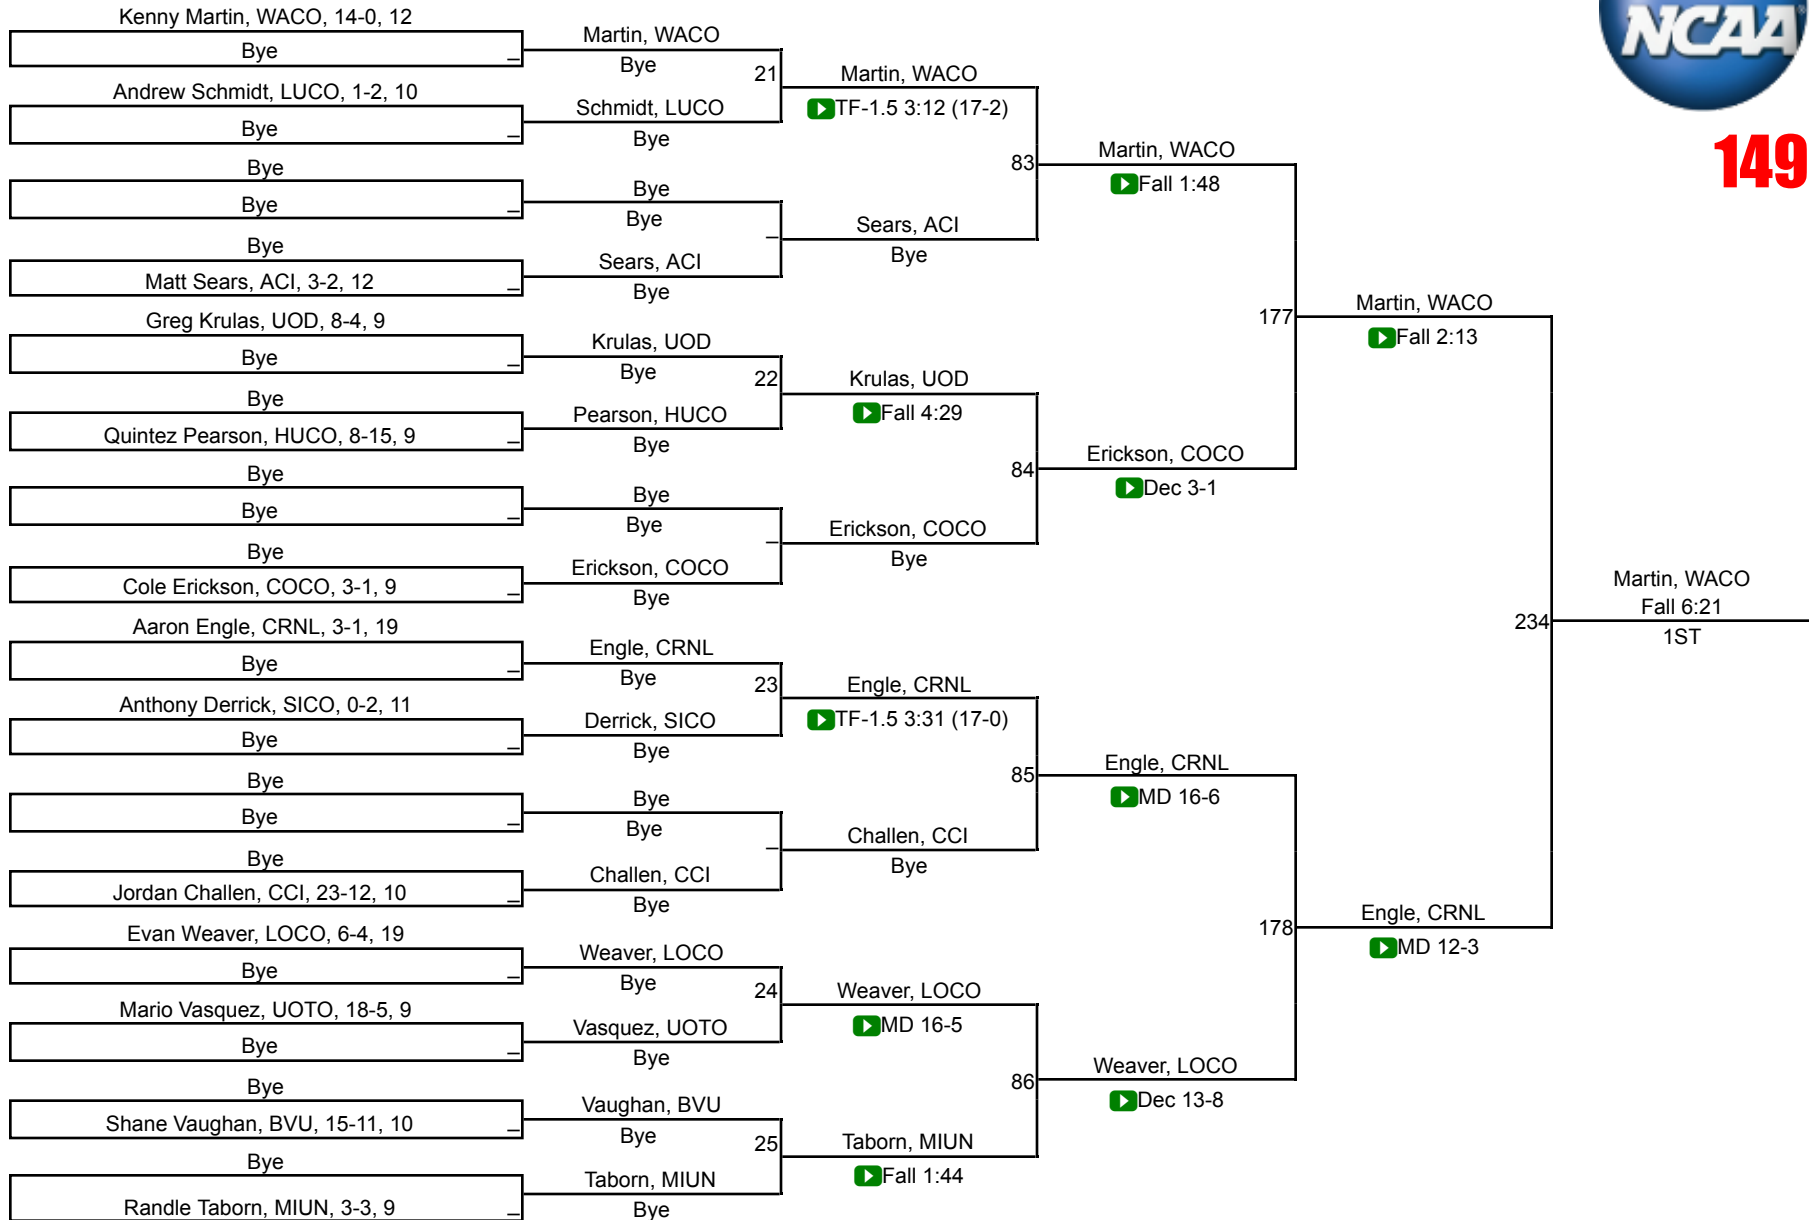 Kenny Martin, WACO, 14-0, 12
Bye
_
Andrew Schmidt, LUCO, 1-2, 10
Bye
_
Bye
Bye
_
Bye
Matt Sears, ACI, 3-2, 12
_
Greg Krulas, UOD, 8-4, 9
Bye
_
Bye
Quintez Pearson, HUCO, 8-15, 9
_
Bye
Bye
_
Bye
Cole Erickson, COCO, 3-1, 9
_
Aaron Engle, CRNL, 3-1, 19
Bye
_
Anthony Derrick, SICO, 0-2, 11
Bye
_
Bye
Bye
_
Bye
Jordan Challen, CCI, 23-12, 10
_
Evan Weaver, LOCO, 6-4, 19
Bye
_
Mario Vasquez, UOTO, 18-5, 9
Bye
_
Bye
Shane Vaughan, BVU, 15-11, 10
_
Bye
Randle Taborn, MIUN, 3-3, 9
_
Martin, WACO
Bye
21
Schmidt, LUCO
Bye
Bye
Bye
_
Sears, ACI
Bye
Krulas, UOD
Bye
22
Pearson, HUCO
Bye
Bye
Bye
_
Erickson, COCO
Bye
Engle, CRNL
Bye
23
Derrick, SICO
Bye
Bye
Bye
_
Challen, CCI
Bye
Weaver, LOCO
Bye
24
Vasquez, UOTO
Bye
Vaughan, BVU
Bye
25
Taborn, MIUN
Bye
Martin, WACO
TF-1.5 3:12 (17-2)
83
Sears, ACI
Bye
Krulas, UOD
Fall 4:29
84
Erickson, COCO
Bye
Engle, CRNL
TF-1.5 3:31 (17-0)
85
Challen, CCI
Bye
Weaver, LOCO
MD 16-5
86
Taborn, MIUN
Fall 1:44
Martin, WACO
Fall 1:48
177
Erickson, COCO
Dec 3-1
Engle, CRNL
MD 16-6
178
Weaver, LOCO
Dec 13-8
Martin, WACO
Fall 2:13
234
Engle, CRNL
MD 12-3
Martin, WACO
Fall 6:21
1ST
NCAA
149